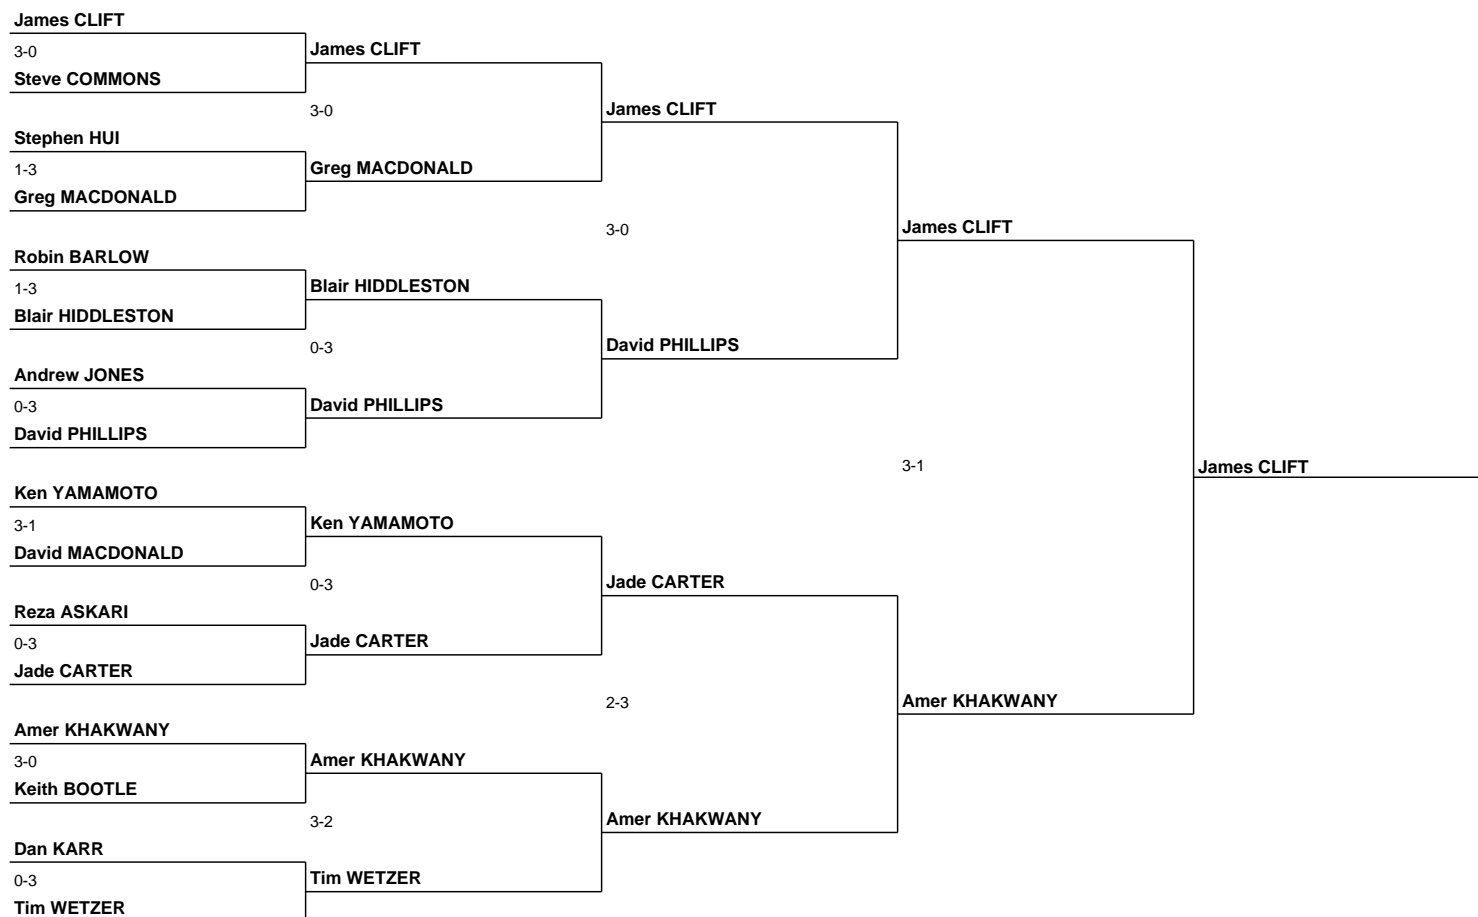 James CLIFT
3-0
Steve COMMONS
Stephen HUI
1-3
Greg MACDONALD
Robin BARLOW
1-3
Blair HIDDLESTON
Andrew JONES
0-3
David PHILLIPS
Ken YAMAMOTO
3-1
David MACDONALD
Reza ASKARI
0-3
Jade CARTER
Amer KHAKWANY
3-0
Keith BOOTLE
Dan KARR
0-3
Tim WETZER
James CLIFT
3-0
Greg MACDONALD
Blair HIDDLESTON
0-3
David PHILLIPS
Ken YAMAMOTO
0-3
Jade CARTER
Amer KHAKWANY
3-2
Tim WETZER
James CLIFT
3-0
David PHILLIPS
Jade CARTER
2-3
Amer KHAKWANY
James CLIFT
3-1
Amer KHAKWANY
James CLIFT